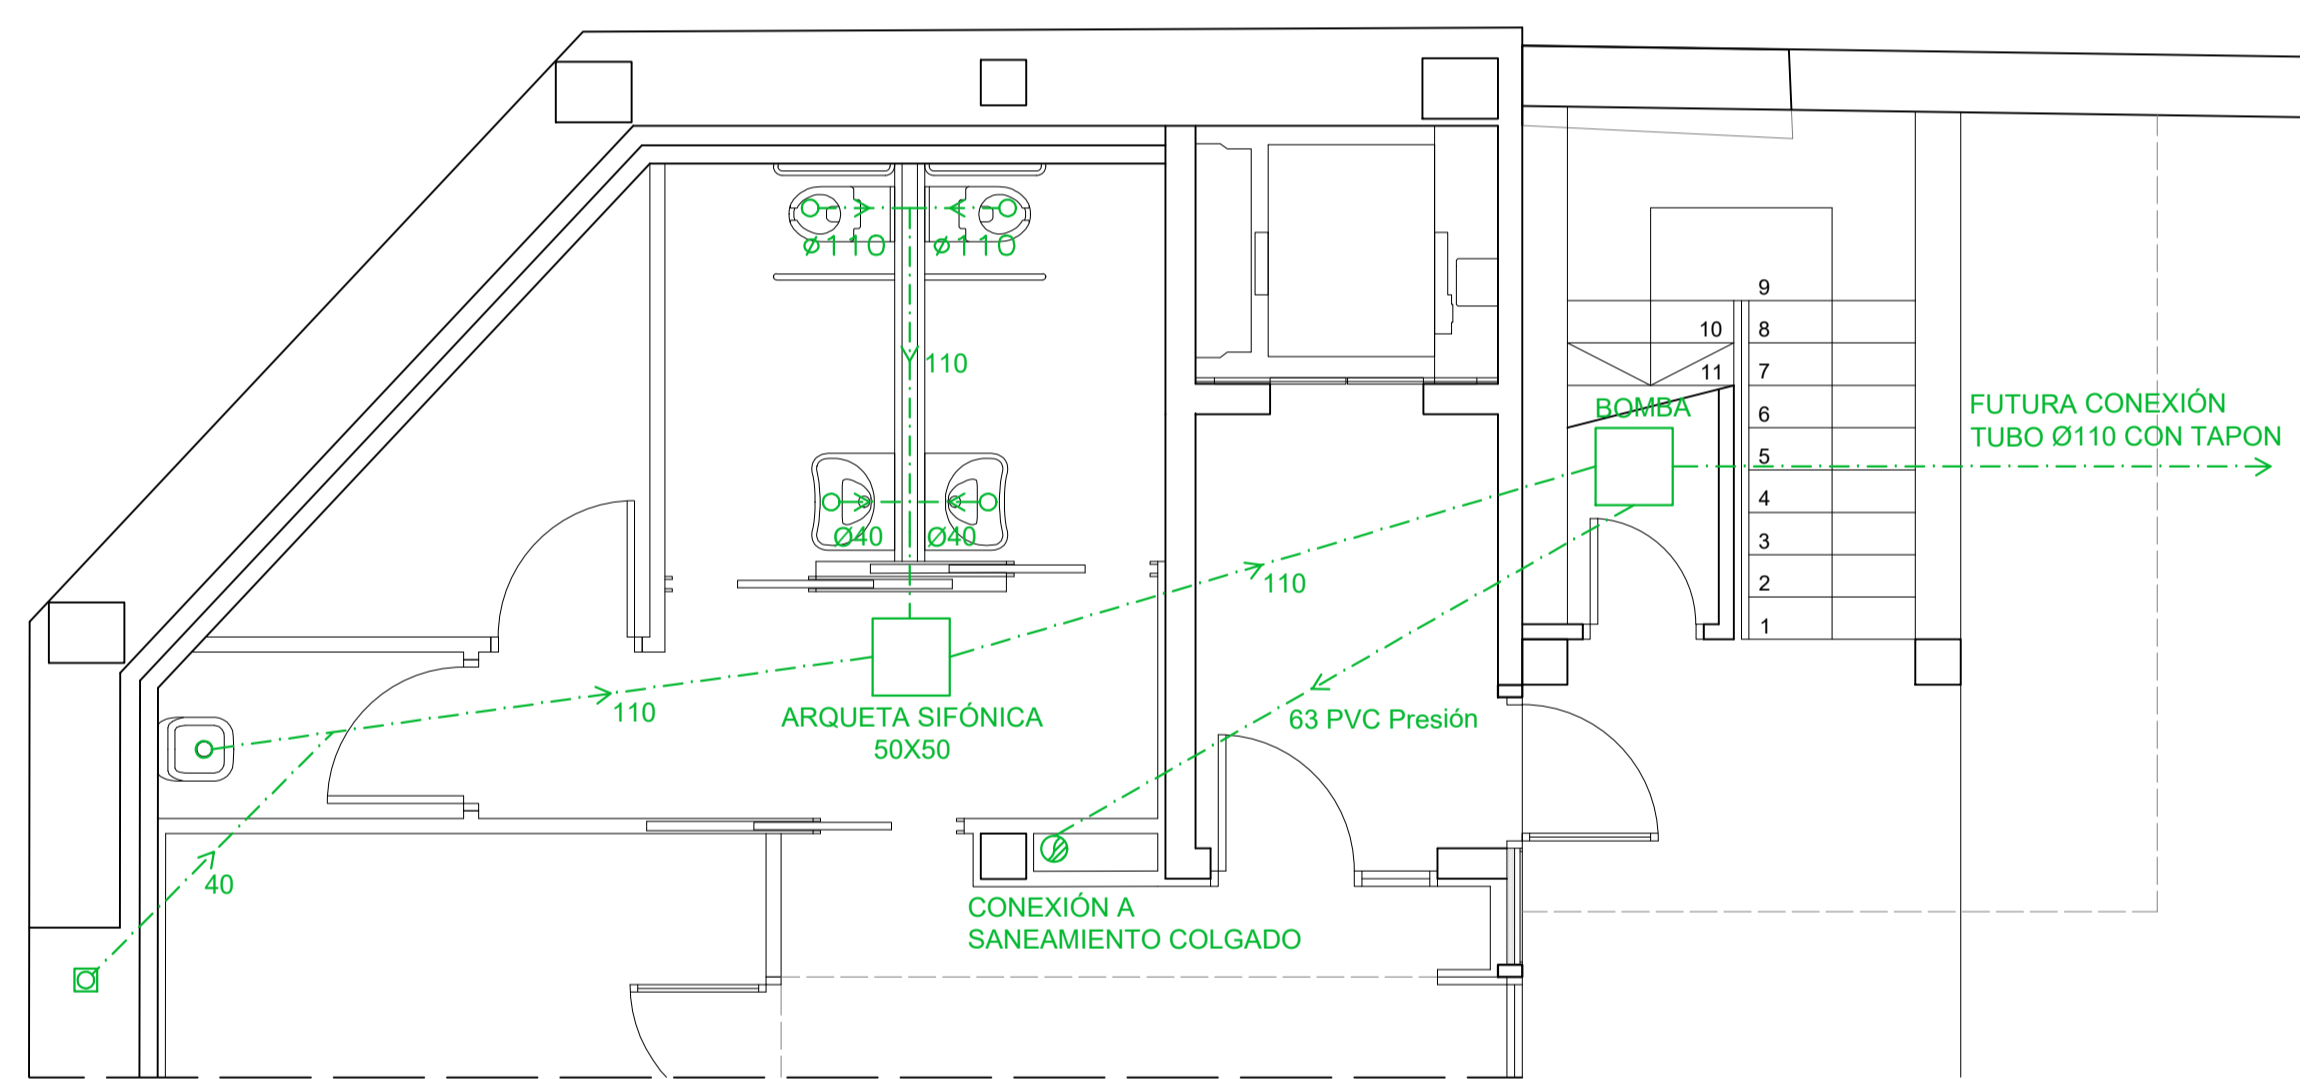 ø110
ø110
9
10
8
110
11
7
BOMBA
6
FUTURA CONEXIÓN
TUBO Ø110 CON TAPON
5
4
Ø40
Ø40
3
110
2
1
110
ARQUETA SIFÓNICA
50X50
63 PVC Presión
40
CONEXIÓN A
SANEAMIENTO COLGADO